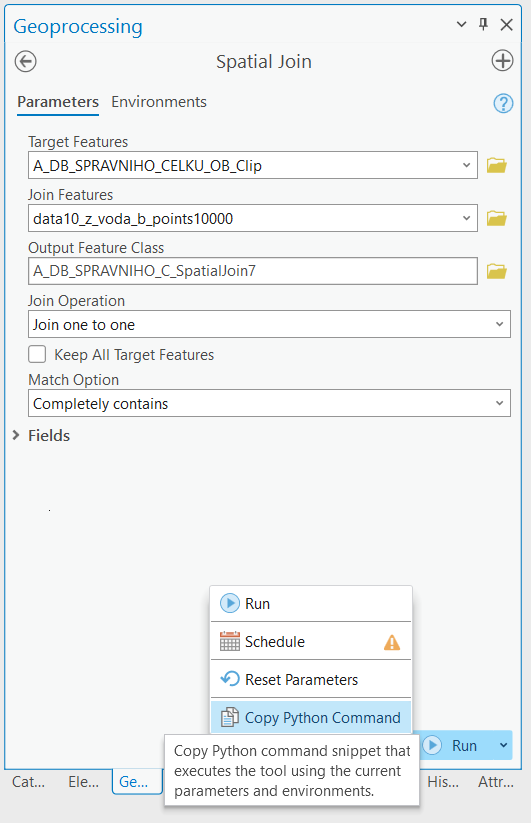 Geoprocessing
Spatial Join
Parameters Environments
Target Features
A_DB_SPRAVNIHO_CELKU_OB_Clip
Join Features
data10_z_voda_b_points10000
Output Feature Class
A_DB_SPRAVNIHO_C_SpatialJoin7
Join Operation
Join one to one
Keep All Target Features
Match Option
Completely contains
Fields
Run
Schedule
Reset Parameters
Copy Python Command
Run
Copy Python command snippet that
executes the tool using the current
parameters and environments.
Cat... Ele... Ge... His... Attr...